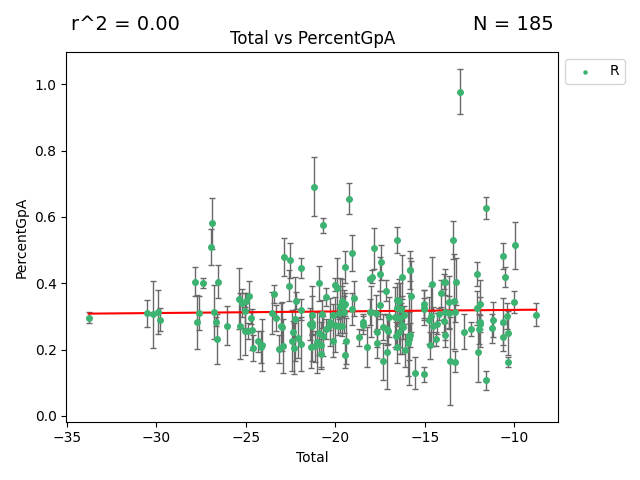 r^2 = 0.00
N = 185
Total vs PercentGpA
R
1.0
0.8
0.6
0.4
0.2
0.0
PercentGpA
−35
−30
−25
−20
−15
−10
Total